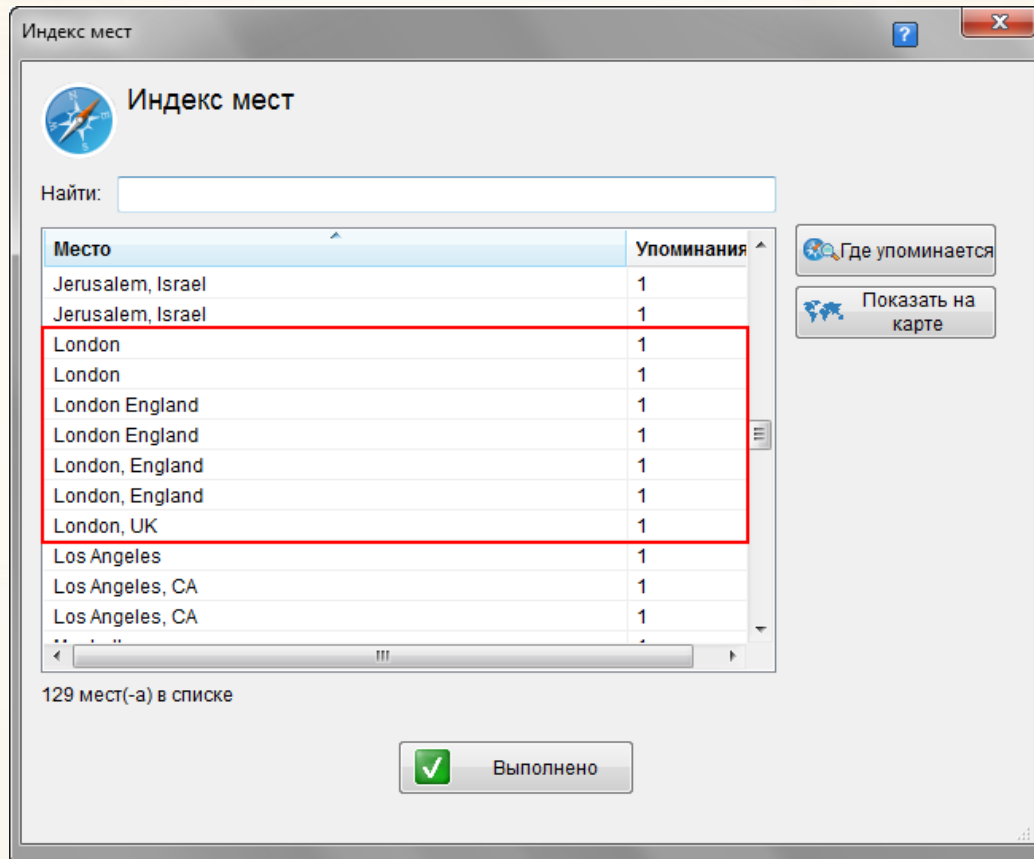 Индекс мест
?
Индекс мест
Найти:
Место Упоминания
Jerusalem, Israel 1
Jerusalem, Israel 1
London 1
London 1
London England 1
London England 1
London, England 1
London, England 1
London, UK 1
Los Angeles 1
Los Angeles, CA 1
Los Angeles, CA 1
Где упоминается
Показать на
карте
129 мест(-а) в списке
Выполнено